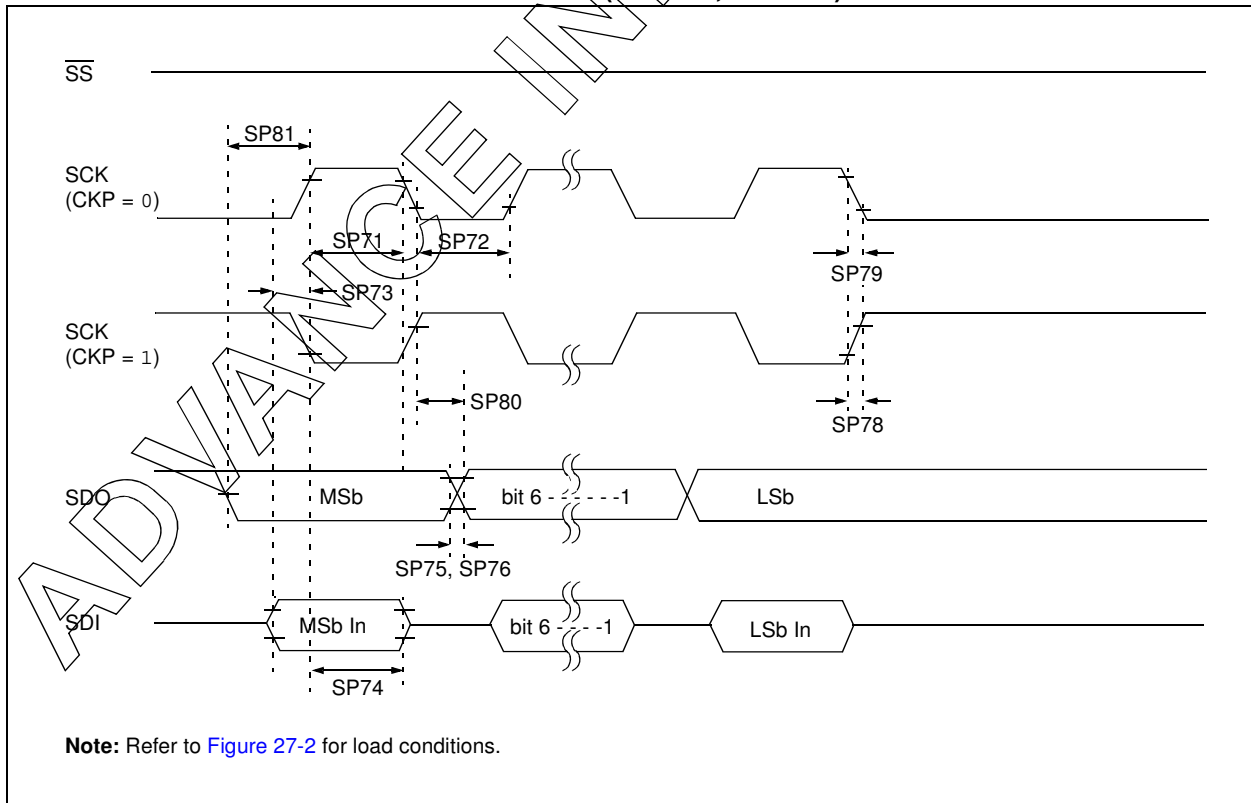 SS
SP81
SCK
(CKP = 0)
SP71
SP72
SP79
SP73
SCK
(CKP = 1)
SP80
SP78
SDO
MSb
bit 6 - - - - - -1
LSb
SP75, SP76
SDI
MSb In
bit 6 - - - -1
LSb In
SP74
Note: Refer to Figure 27-2 for load conditions.
ADVANCE IN